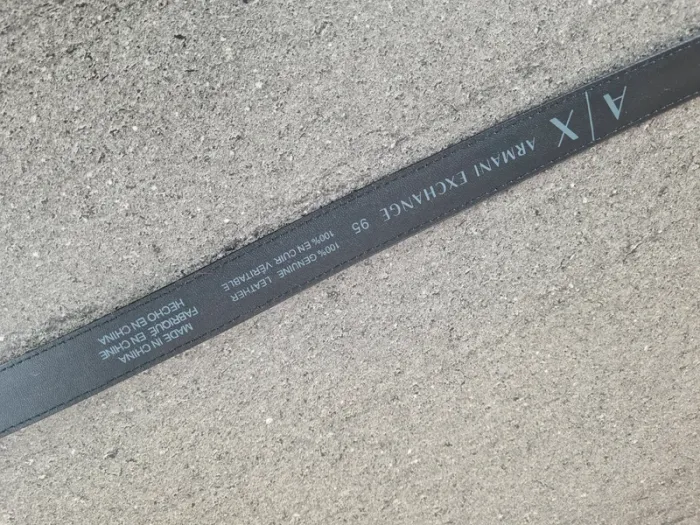 A|X ARMANI EXCHANGE 95
100% GENUINE LEATHER
100% EN CUIR VÉRITABLE
MADE IN CHINA
FABRIQUÉ EN CHINE
HECHO EN CHINA